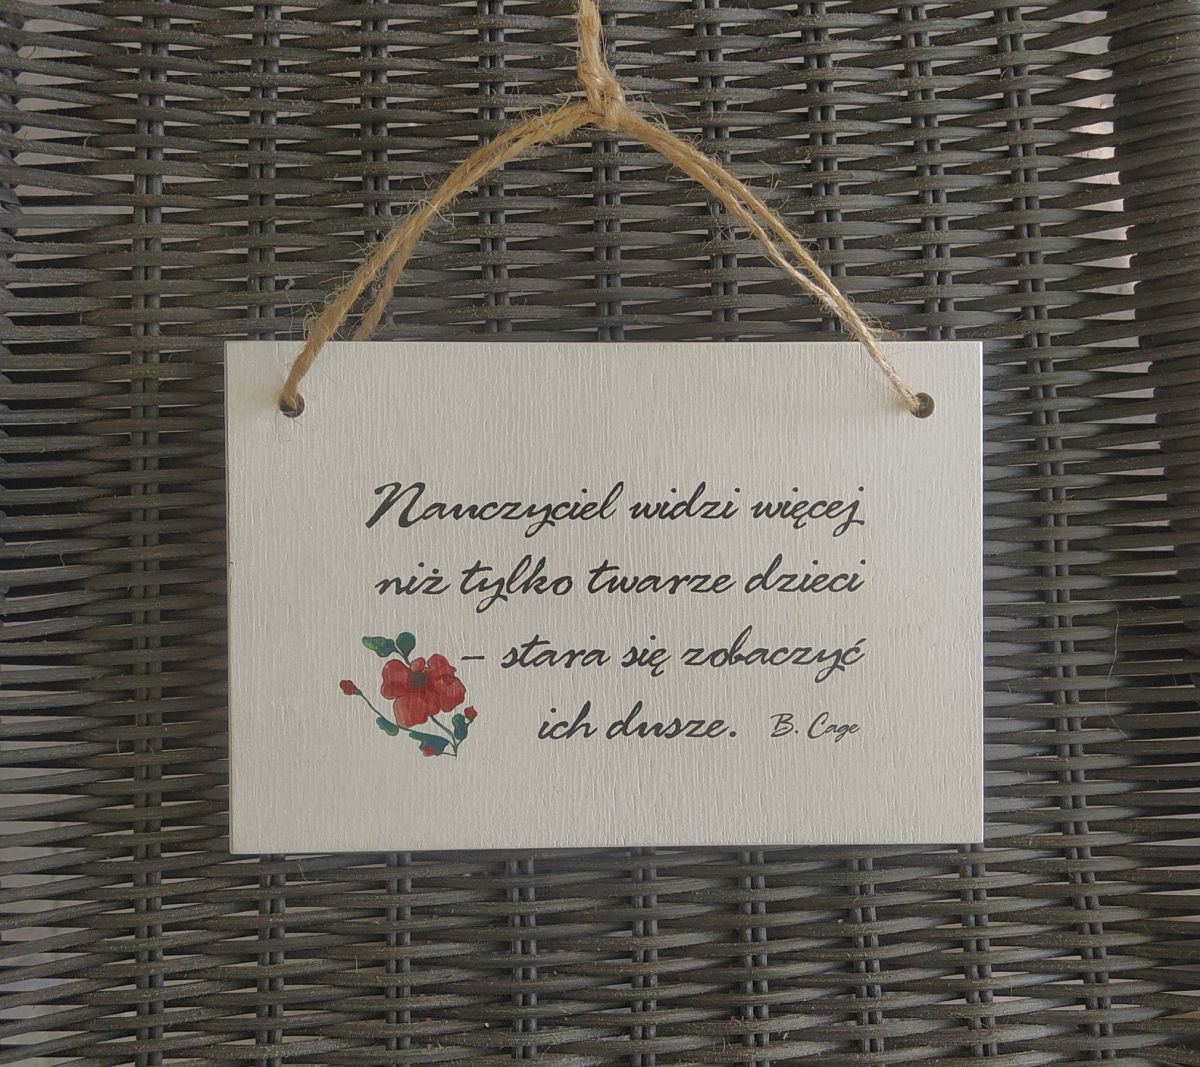 Nauczyciel widzi więcej
niż tylko twarze dzieci
– stara się zobaczyć
ich dusze. B. Cage